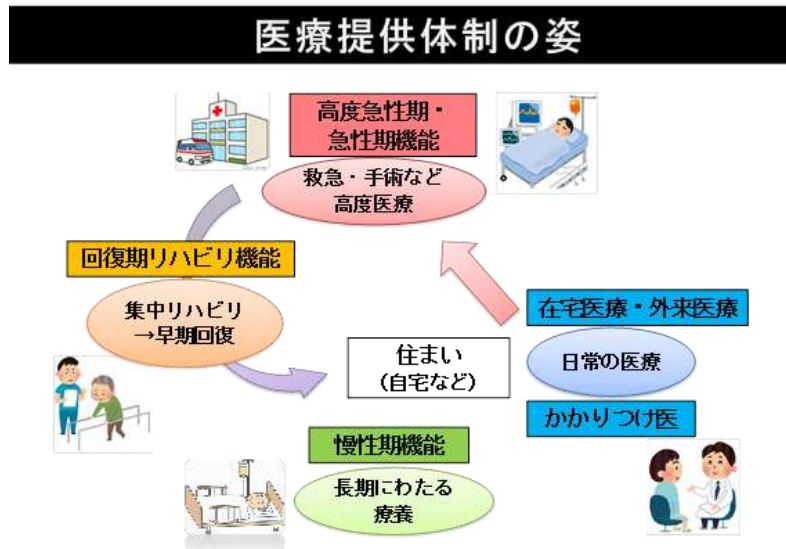 医療提供体制の姿
高度急性期・
急性期機能
救急・手術など
高度医療
回復期リハビリ機能
集中リハビリ
→早期回復
住まい
(自宅など)
在宅医療・外来医療
日常の医療
かかりつけ医
慢性期機能
長期にわたる
療養